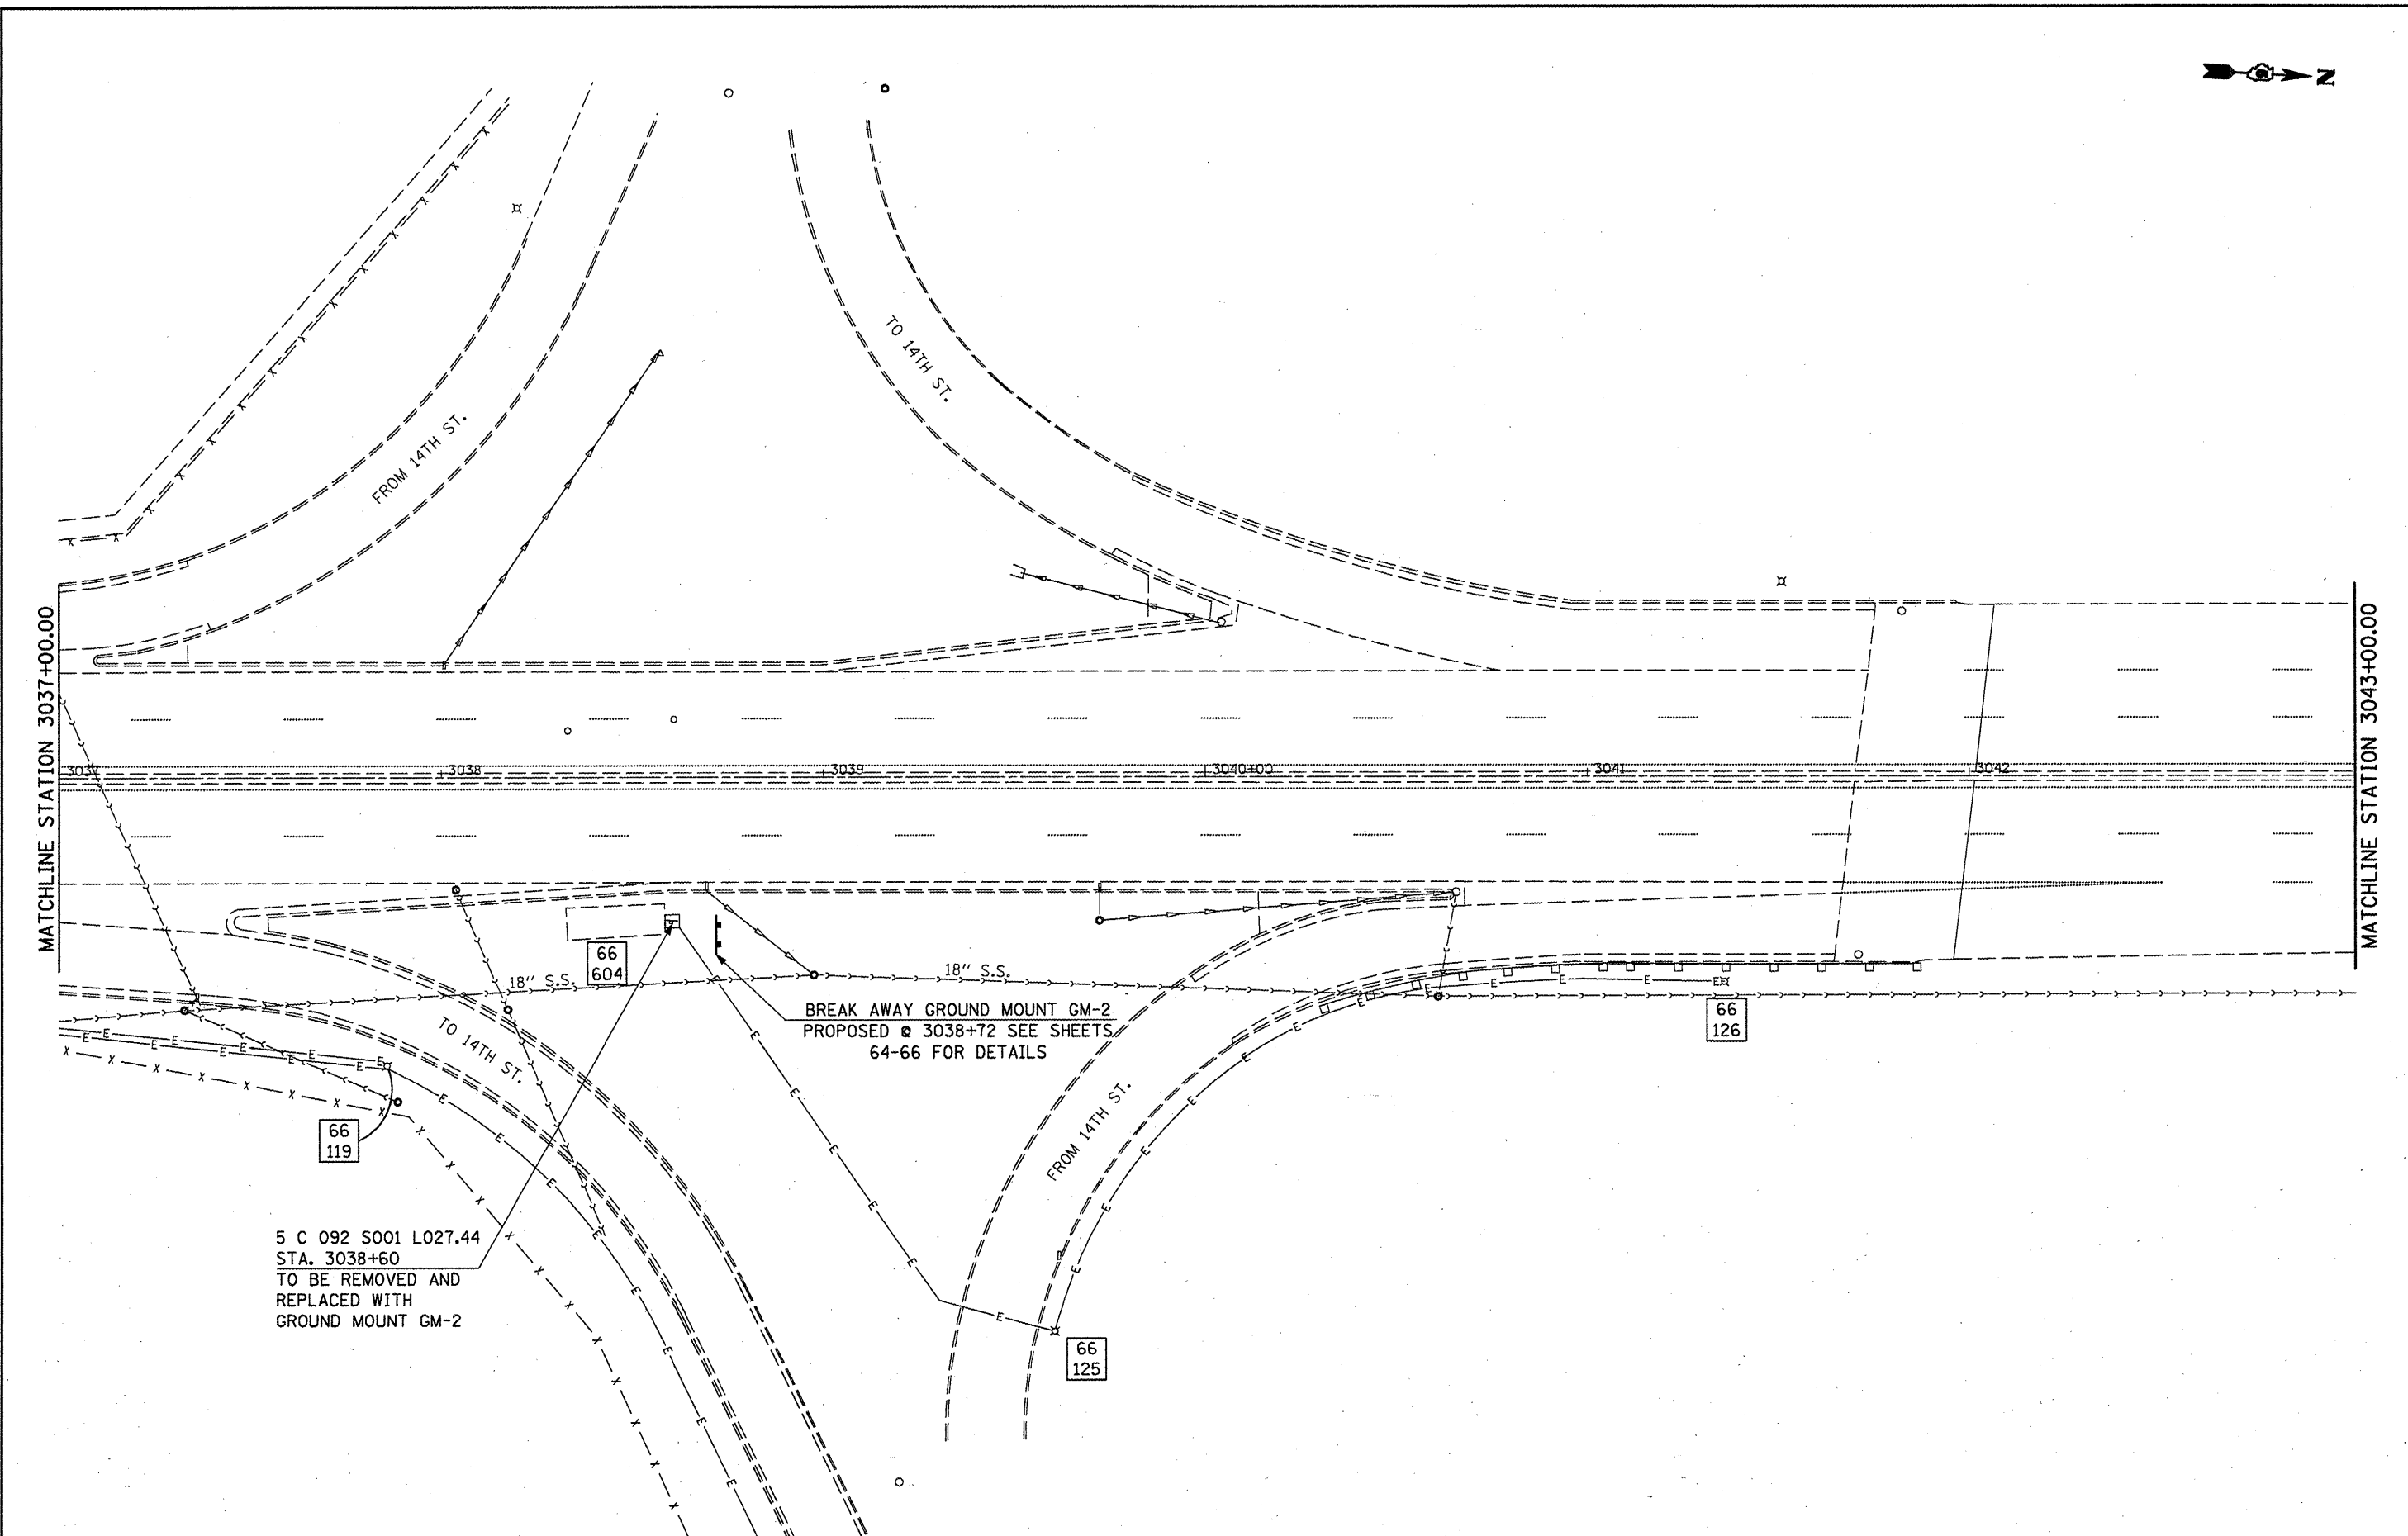 N
TO 14TH ST.
FROM 14TH ST.
MATCHLINE STATION 3037+00.00
MATCHLINE STATION 3043+00.00
3037
3038
3039
3040+00
3041
3042
66
604
18" S.S.
18" S.S.
BREAK AWAY GROUND MOUNT GM-2
PROPOSED @ 3038+72 SEE SHEETS
64-66 FOR DETAILS
66
126
TO 14TH ST.
FROM 14TH ST.
66
119
5 C 092 S001 L027.44
STA. 3038+60
TO BE REMOVED AND
REPLACED WITH
GROUND MOUNT GM-2
66
125